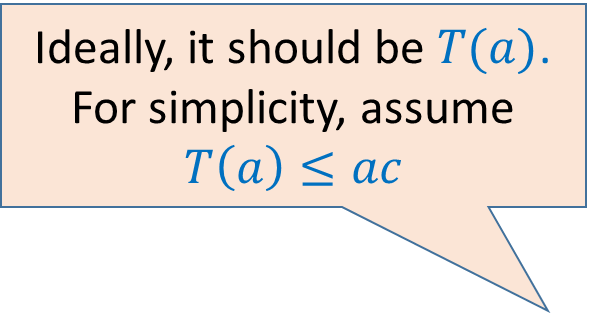 Ideally, it should be T(a).
For simplicity, assume
T(a) ≤ ac